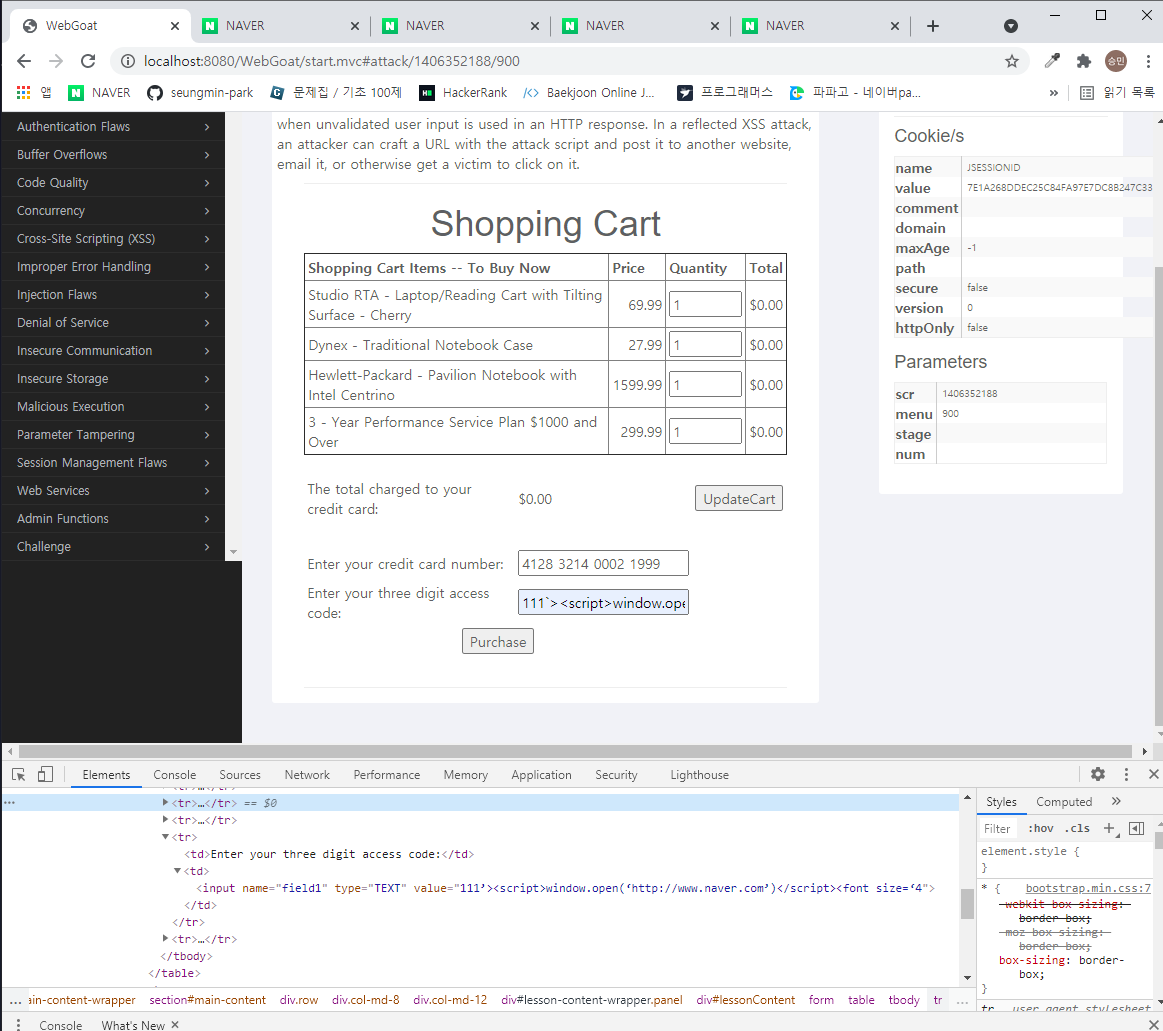 WebGoat
NAVER
NAVER
NAVER
NAVER
localhost:8080/WebGoat/start.mvc#attack/1406352188/900
승민
앱
NAVER
seungmin-park
문제집 / 기초 100제
HackerRank
Baekjoon Online J...
프로그래머스
파파고 - 네이버pa...
»
읽기 목록
Authentication Flaws
Buffer Overflows
Code Quality
Concurrency
Cross-Site Scripting (XSS)
Improper Error Handling
Injection Flaws
Denial of Service
Insecure Communication
Insecure Storage
Malicious Execution
Parameter Tampering
Session Management Flaws
Web Services
Admin Functions
Challenge
when unvalidated user input is used in an HTTP response. In a reflected XSS attack,
an attacker can craft a URL with the attack script and post it to another website,
email it, or otherwise get a victim to click on it.
Shopping Cart
Shopping Cart Items -- To Buy Now Price Quantity Total
Studio RTA - Laptop/Reading Cart with Tilting
Surface - Cherry 69.99 1 $0.00
Dynex - Traditional Notebook Case 27.99 1 $0.00
Hewlett-Packard - Pavilion Notebook with
Intel Centrino 1599.99 1 $0.00
3 - Year Performance Service Plan $1000 and
Over 299.99 1 $0.00
The total charged to your
credit card: $0.00 UpdateCart
Enter your credit card number: 4128 3214 0002 1999
Enter your three digit access
code: 111`><script>window.ope
Purchase
Cookie/s
name JSESSIONID
value 7E1A268DDEC25C84FA97E7DC8B247C33
comment
domain
maxAge -1
path
secure false
version 0
httpOnly false
Parameters
scr 1406352188
menu 900
stage
num
Elements Console Sources Network Performance Memory Application Security Lighthouse
<tr>…</tr>
<tr>…</tr> == $0
<tr>…</tr>
<tr>
<td>Enter your three digit access code:</td>
<td>
<input name="field1" type="TEXT" value="111’><script>window.open(‘http://www.naver.com’)</script><font size=‘4">
</td>
</tr>
<tr>…</tr>
</tbody>
</table>
... ain-content-wrapper section#main-content div.row div.col-md-8 div.col-md-12 div#lesson-content-wrapper.panel div#lessonContent form table tbody tr ...
Styles Computed »
Filter :hov .cls +
element.style {
}
* { bootstrap.min.css:7
-webkit-box-sizing:
border-box;
-moz-box-sizing:
border-box;
box-sizing: border-
box;
}
tr user agent stylesheet
Console What's New